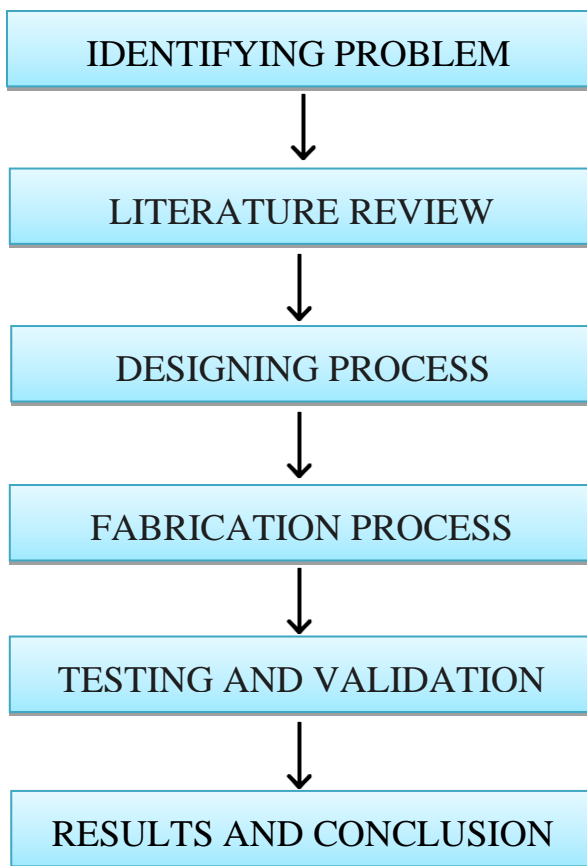 IDENTIFYING PROBLEM
LITERATURE REVIEW
DESIGNING PROCESS
FABRICATION PROCESS
TESTING AND VALIDATION
RESULTS AND CONCLUSION